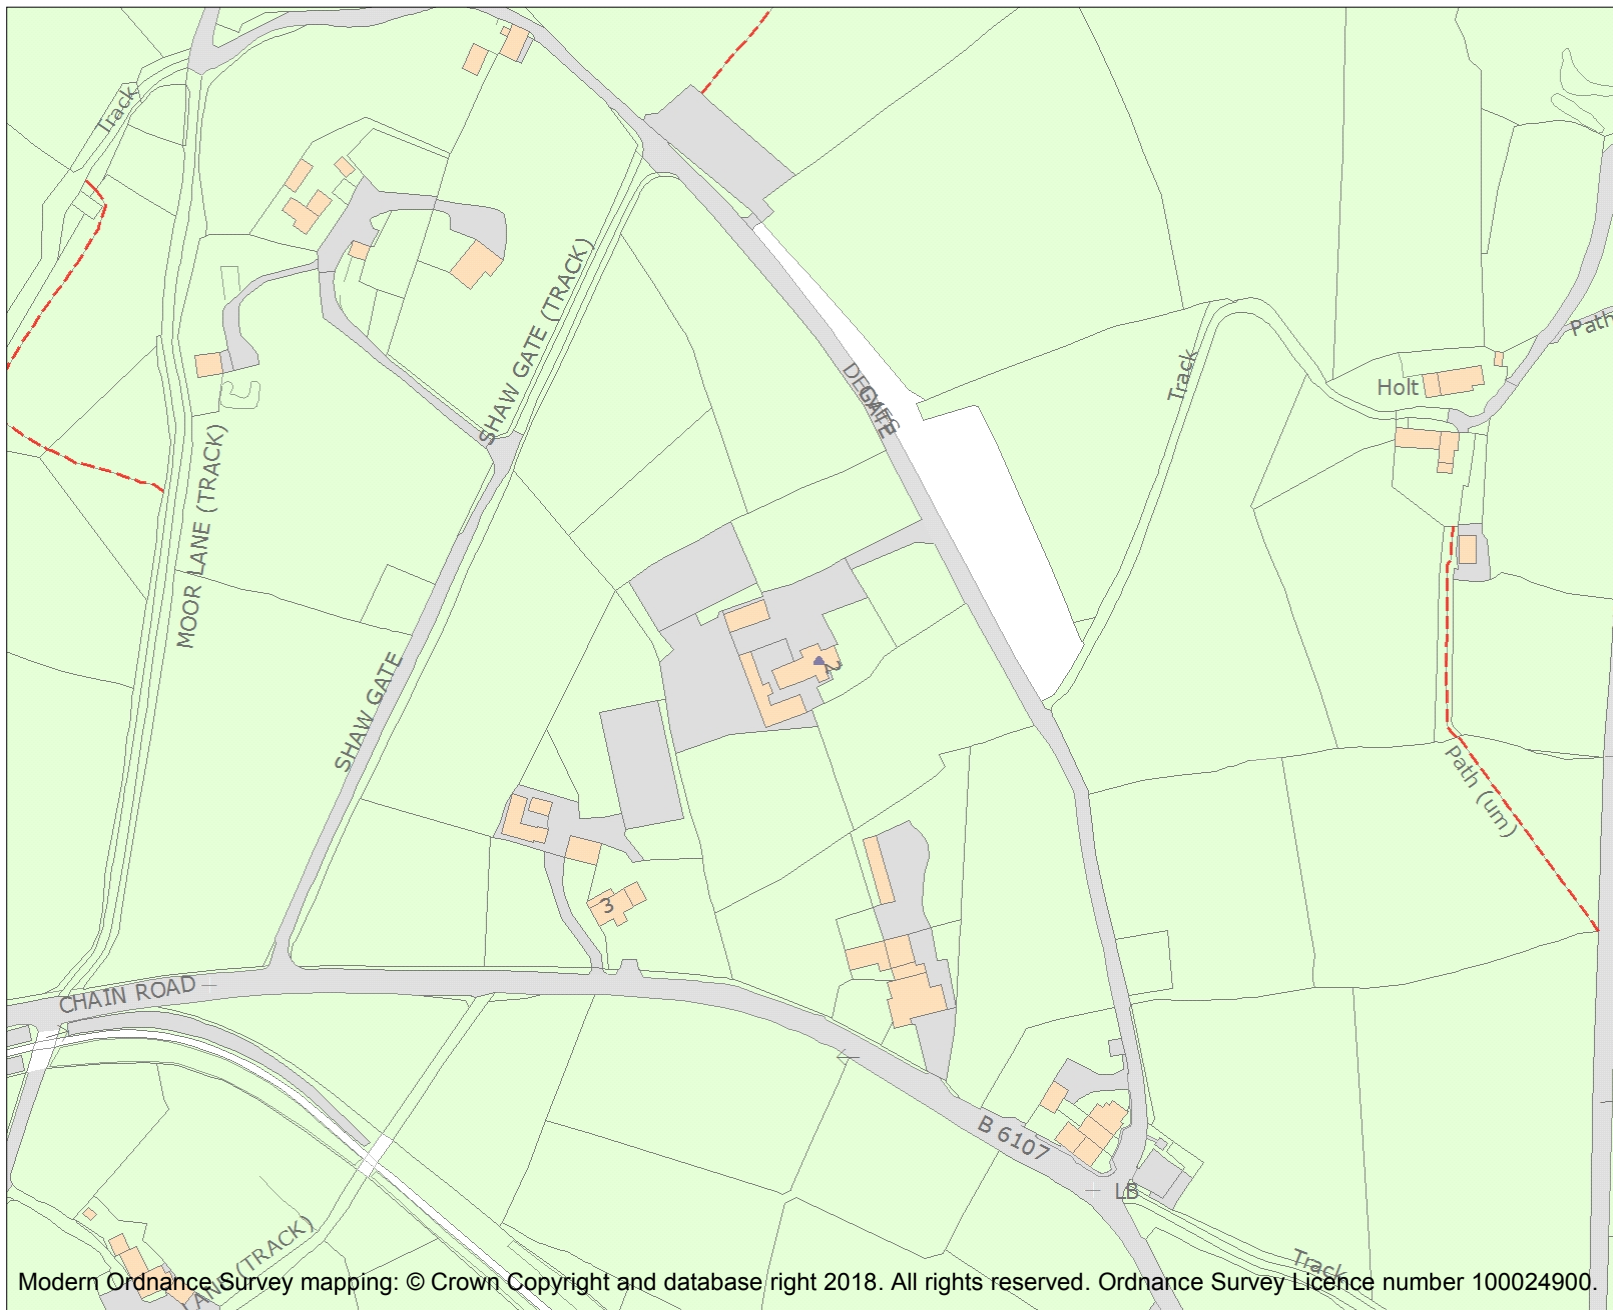 Track
SHAW GATE (TRACK)
Path
Track
DEGATE
Holt
MOOR LANE (TRACK)
SHAW GATE
2
Path (um)
3
CHAIN ROAD
B 6107
LB
LANE (TRACK)
Track
Modern Ordnance Survey mapping: © Crown Copyright and database right 2018. All rights reserved. Ordnance Survey Licence number 100024900.